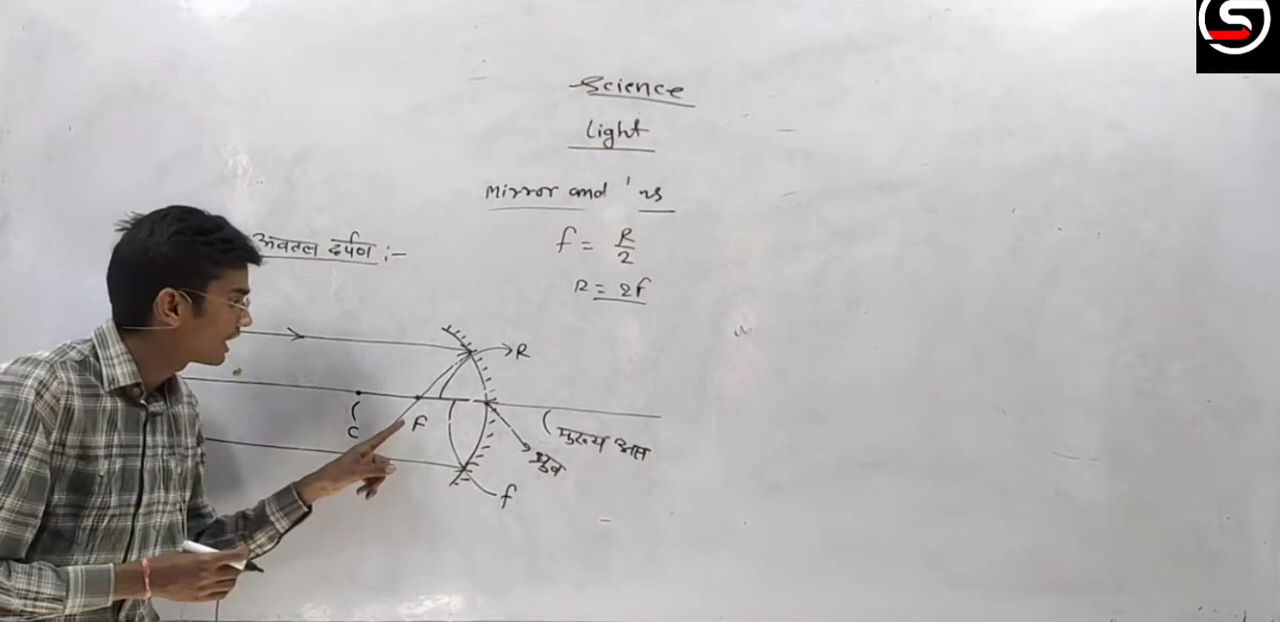 Science
Light
Mirror and
f = R/2
R = 2f
अवतल दर्पण :-
R
C
F
मुख्य अक्ष
ध्रुव
f
S